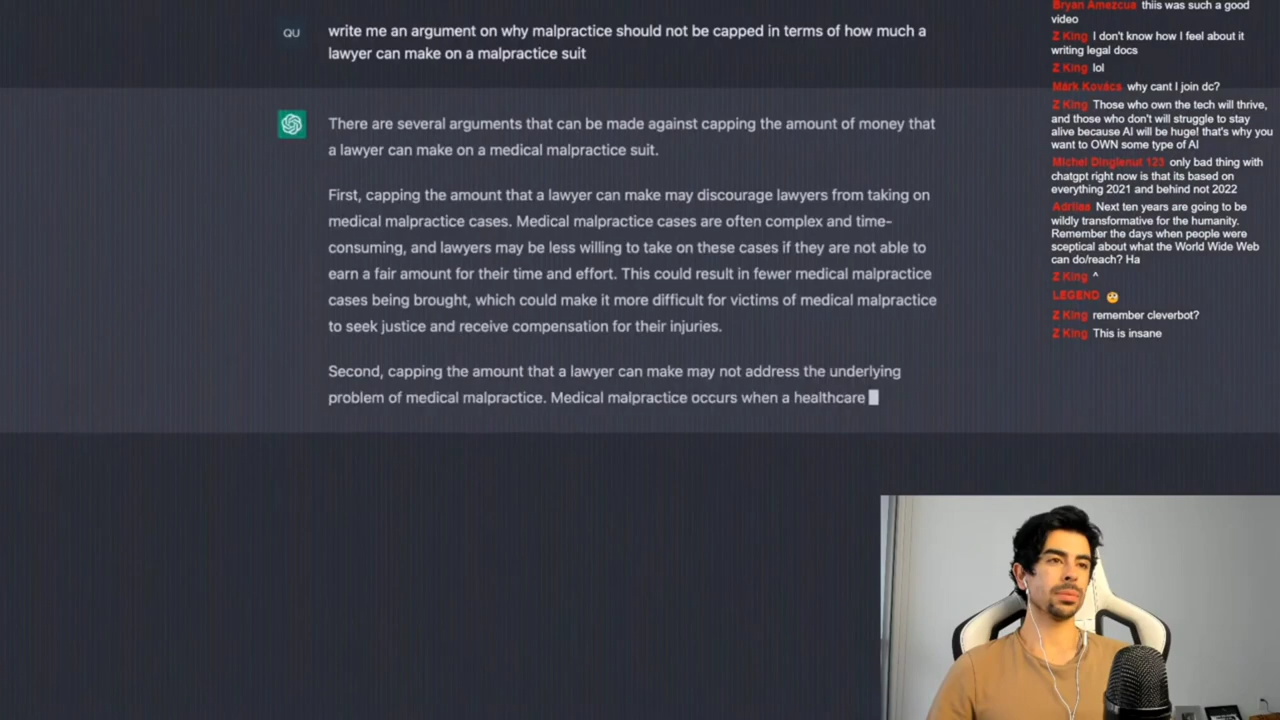 QU
write me an argument on why malpractice should not be capped in terms of how much a
lawyer can make on a malpractice suit
There are several arguments that can be made against capping the amount of money that
a lawyer can make on a medical malpractice suit.
First, capping the amount that a lawyer can make may discourage lawyers from taking on
medical malpractice cases. Medical malpractice cases are often complex and time-
consuming, and lawyers may be less willing to take on these cases if they are not able to
earn a fair amount for their time and effort. This could result in fewer medical malpractice
cases being brought, which could make it more difficult for victims of medical malpractice
to seek justice and receive compensation for their injuries.
Second, capping the amount that a lawyer can make may not address the underlying
problem of medical malpractice. Medical malpractice occurs when a healthcare
Bryan Amezcua thiis was such a good
video
Z King I don't know how I feel about it
writing legal docs
Z King lol
Márk Kovács why cant I join dc?
Z King Those who own the tech will thrive,
and those who don't will struggle to stay
alive because AI will be huge! that's why you
want to OWN some type of AI
Michel Dinglenut 123 only bad thing with
chatgpt right now is that its based on
everything 2021 and behind not 2022
Adriiaa Next ten years are going to be
wildly transformative for the humanity.
Remember the days when people were
sceptical about what the World Wide Web
can do/reach? Ha
Z King ^
LEGEND
Z King remember cleverbot?
Z King This is insane